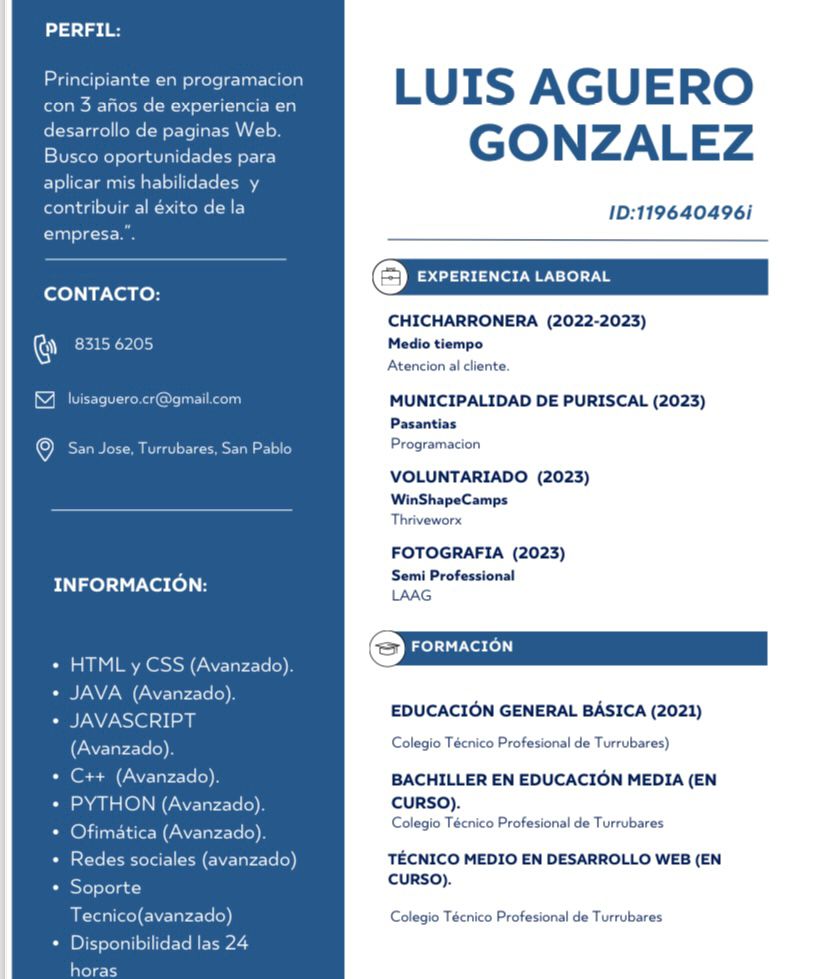 PERFIL:
Principiante en programacion
con 3 años de experiencia en
desarrollo de paginas Web.
Busco oportunidades para
aplicar mis habilidades y
contribuir al éxito de la
empresa.".
CONTACTO:
8315 6205
luisaguero.cr@gmail.com
San Jose, Turrubares, San Pablo
INFORMACIÓN:
• HTML y CSS (Avanzado).
• JAVA (Avanzado).
• JAVASCRIPT
(Avanzado).
• C++ (Avanzado).
• PYTHON (Avanzado).
• Ofimática (Avanzado).
• Redes sociales (avanzado)
• Soporte
Tecnico(avanzado)
• Disponibilidad las 24
horas
LUIS AGUERO
GONZALEZ
ID:119640496i
EXPERIENCIA LABORAL
CHICHARRONERA (2022-2023)
Medio tiempo
Atencion al cliente.
MUNICIPALIDAD DE PURISCAL (2023)
Pasantias
Programacion
VOLUNTARIADO (2023)
WinShapeCamps
Thriveworx
FOTOGRAFIA (2023)
Semi Professional
LAAG
FORMACIÓN
EDUCACIÓN GENERAL BÁSICA (2021)
Colegio Técnico Profesional de Turrubares)
BACHILLER EN EDUCACIÓN MEDIA (EN
CURSO).
Colegio Técnico Profesional de Turrubares
TÉCNICO MEDIO EN DESARROLLO WEB (EN
CURSO).
Colegio Técnico Profesional de Turrubares